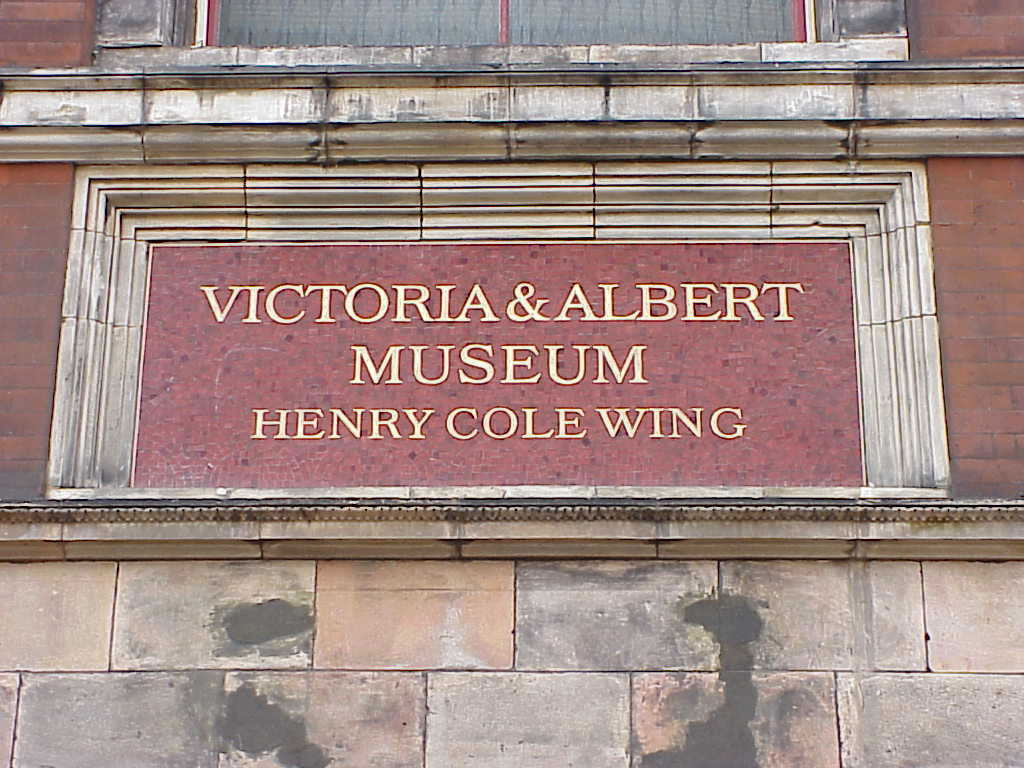 VICTORIA & ALBERT
MUSEUM
HENRY COLE WING